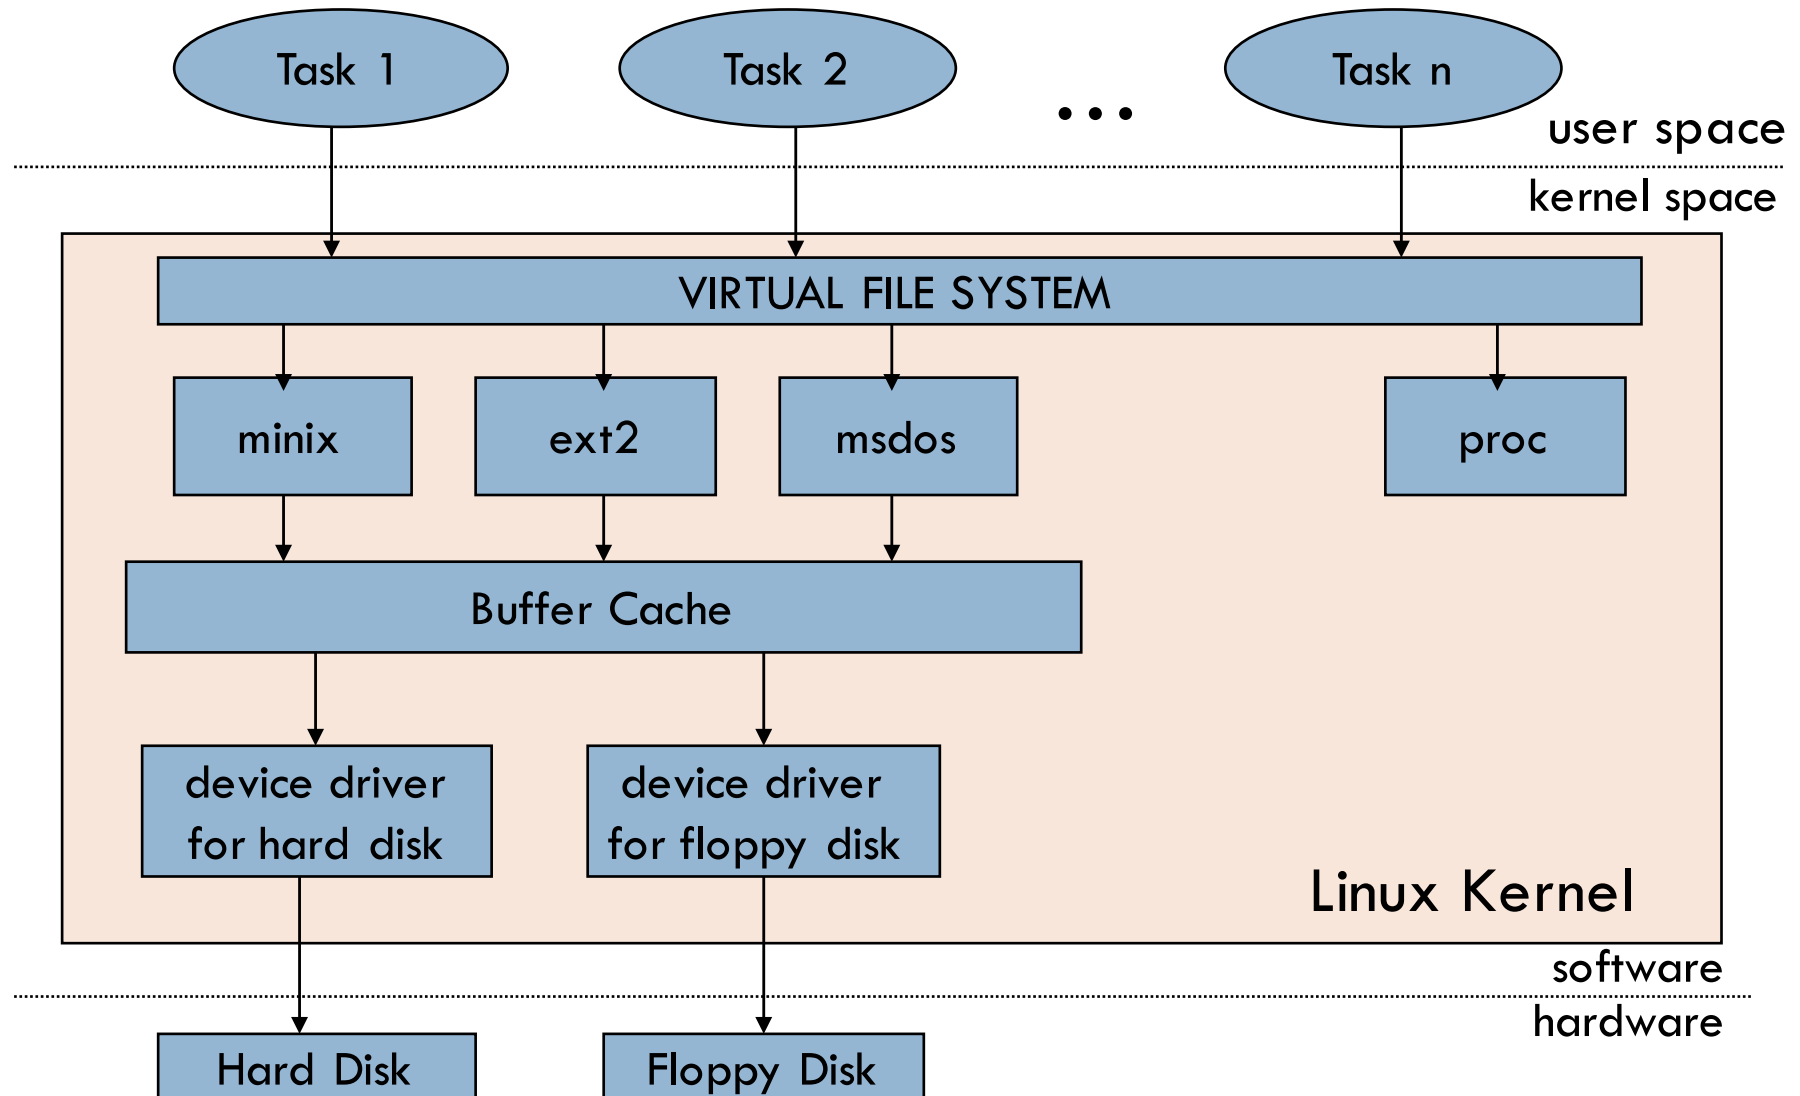 Task 1
Task 2
...
Task n
user space
kernel space
VIRTUAL FILE SYSTEM
minix
ext2
msdos
proc
Buffer Cache
device driver
for hard disk
device driver
for floppy disk
Linux Kernel
software
hardware
Hard Disk
Floppy Disk